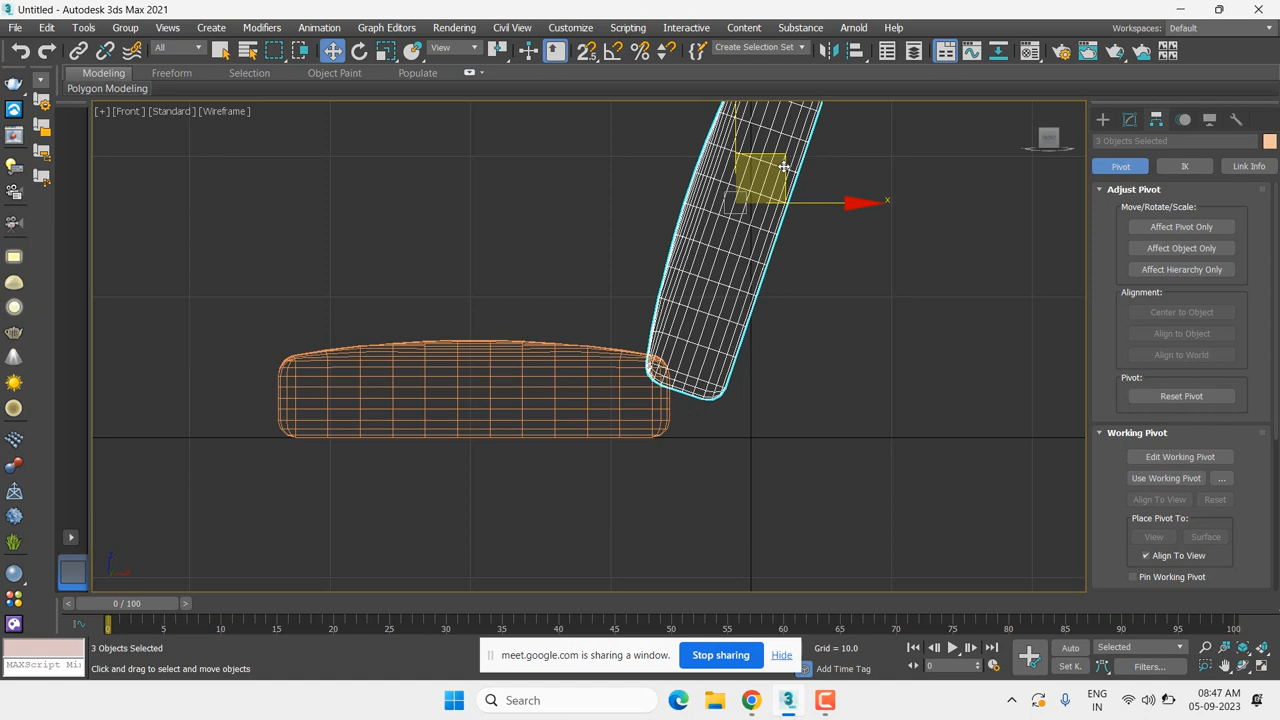 Untitled - Autodesk 3ds Max 2021
File Edit Tools Group Views Create Modifiers Animation Graph Editors Rendering Civil View Customize Scripting Interactive Content Substance Arnold Help Workspaces: Default
All View Create Selection Set
Modeling Freeform Selection Object Paint Populate
Polygon Modeling
[+] [Front ] [Standard ] [Wireframe ]
3 Objects Selected
Pivot IK Link Info
Adjust Pivot
Move/Rotate/Scale:
x
Affect Pivot Only
Affect Object Only
Affect Hierarchy Only
Alignment:
Center to Object
Align to Object
Align to World
Pivot:
Reset Pivot
Working Pivot
Edit Working Pivot
Use Working Pivot ...
Align To View Reset
Place Pivot To:
View Surface
Align To View
Pin Working Pivot
< 0 / 100 >
0 5 10 15 20 25 30 35 40 45 50 55 60 65 70 75 80 85 90 95 100
3 Objects Selected
MAXScript Mi
Click and drag to select and move objects
meet.google.com is sharing a window. Stop sharing Hide
Grid = 10.0
Add Time Tag
0
Auto Selected
Set K. Filters...
Search
ENG
IN
08:47 AM
05-09-2023